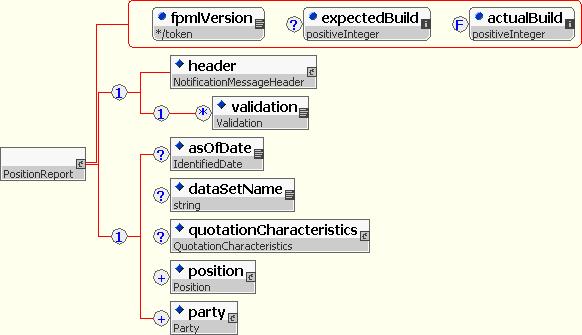 fpmlVersion
*/token
? expectedBuild
positiveInteger
F actualBuild
positiveInteger
header
NotificationMessageHeader
1
1 * validation
Validation
PositionReport
? asOfDate
IdentifiedDate
? dataSetName
string
1
? quotationCharacteristics
QuotationCharacteristics
+ position
Position
+ party
Party